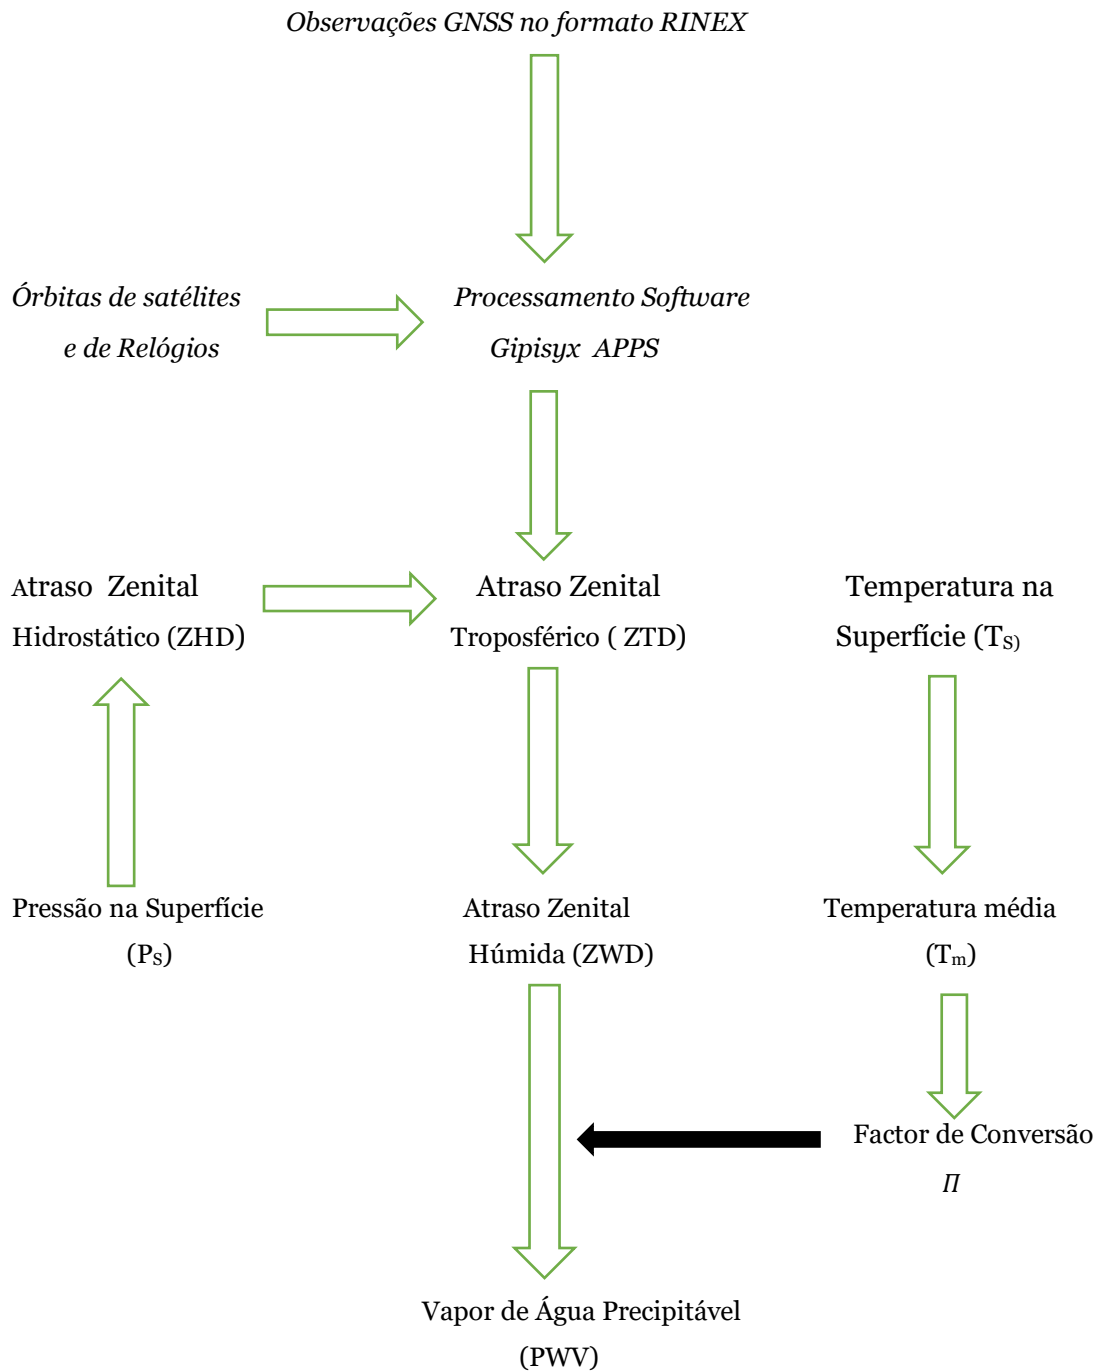 Observações GNSS no formato RINEX
Órbitas de satélites
e de Relógios
Processamento Software
Gipisyx APPS
Atraso Zenital
Hidrostático (ZHD)
Atraso Zenital
Troposférico ( ZTD)
Temperatura na
Superfície (TS)
Pressão na Superfície
(PS)
Atraso Zenital
Húmida (ZWD)
Temperatura média
(Tm)
Factor de Conversão
Π
Vapor de Água Precipitável
(PWV)